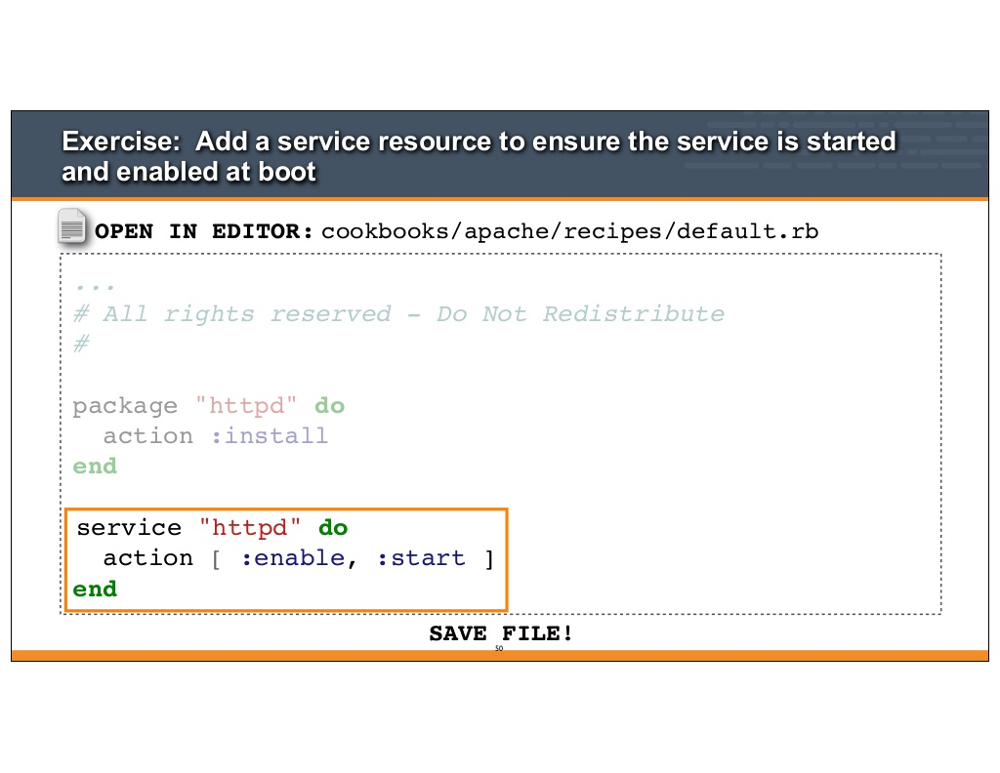 Exercise:  Add a service resource to ensure the service is started
and enabled at boot
OPEN IN EDITOR: cookbooks/apache/recipes/default.rb
...
# All rights reserved - Do Not Redistribute
#
package "httpd" do
  action :install
end
service "httpd" do
  action [ :enable, :start ]
end
SAVE FILE!
50